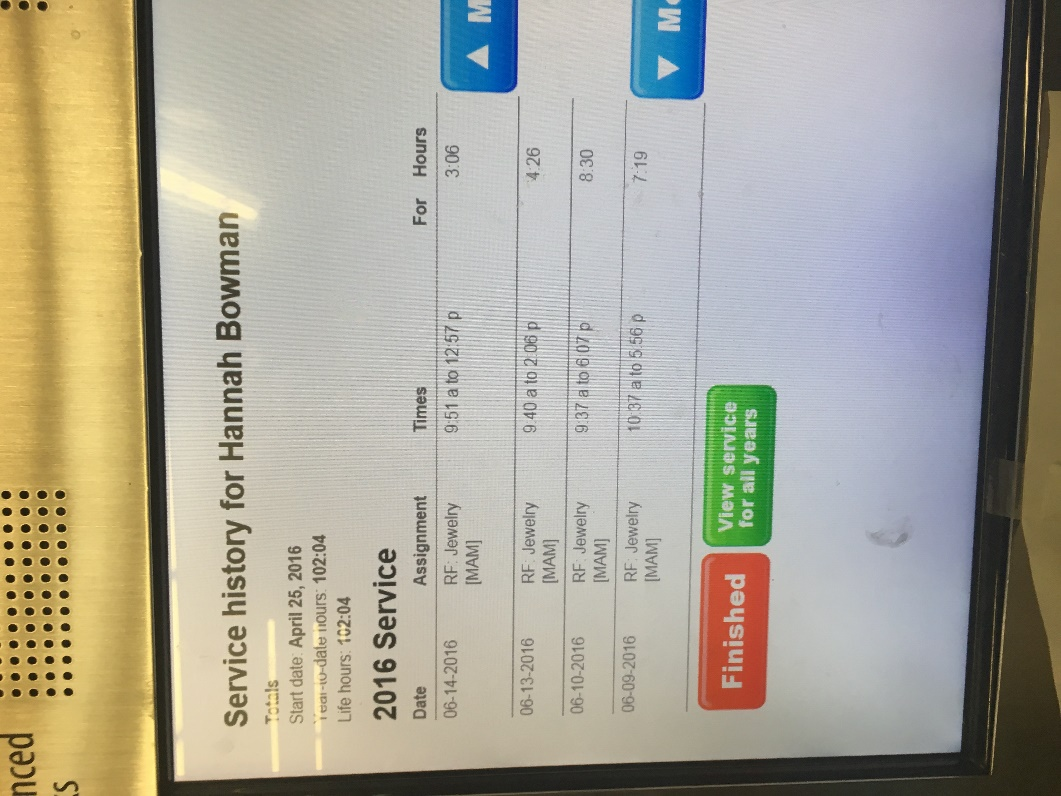 Service history for Hannah Bowman
Totals
Start date: April 25, 2016
Year-to-date hours: 102:04
Life hours: 102:04
2016 Service
Date Assignment Times For Hours
06-14-2016 RF: Jewelry 9:51 a to 12:57 p 3:06
[MAM]
06-13-2016 RF: Jewelry 9:40 a to 2:06 p 4:26
[MAM]
06-10-2016 RF: Jewelry 9:37 a to 6:07 p 8:30
[MAM]
06-09-2016 RF: Jewelry 10:37 a to 5:56 p 7:19
[MAM]
Finished
View service
for all years